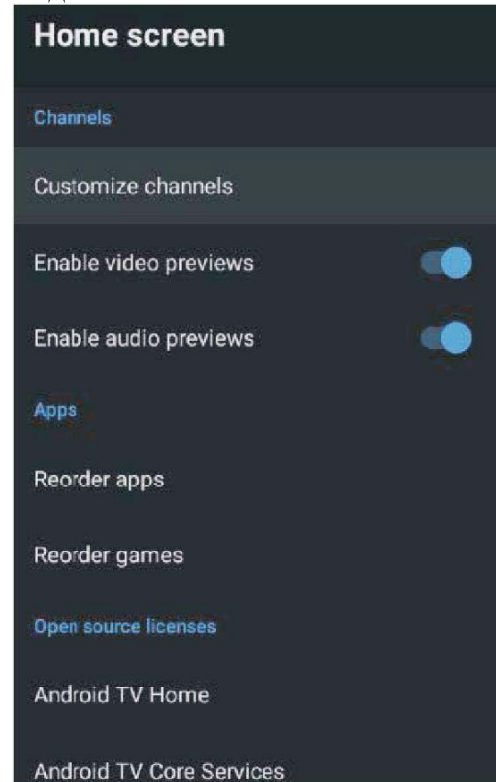 Home screen
Channels
Customize channels
Enable video previews
Enable audio previews
Apps
Reorder apps
Reorder games
Open source licenses
Android TV Home
Android TV Core Services